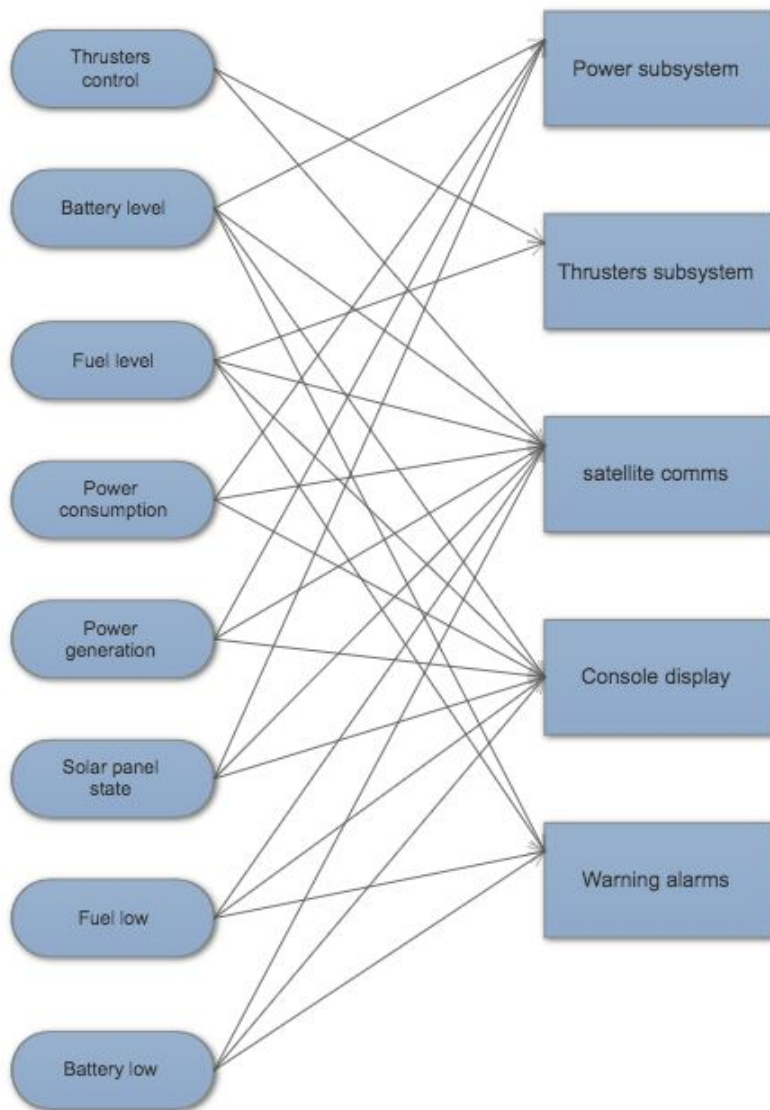 Thrusters
control
Power subsystem
Battery level
Thrusters subsystem
Fuel level
satellite comms
Power
consumption
Power
generation
Console display
Solar panel
state
Warning alarms
Fuel low
Battery low